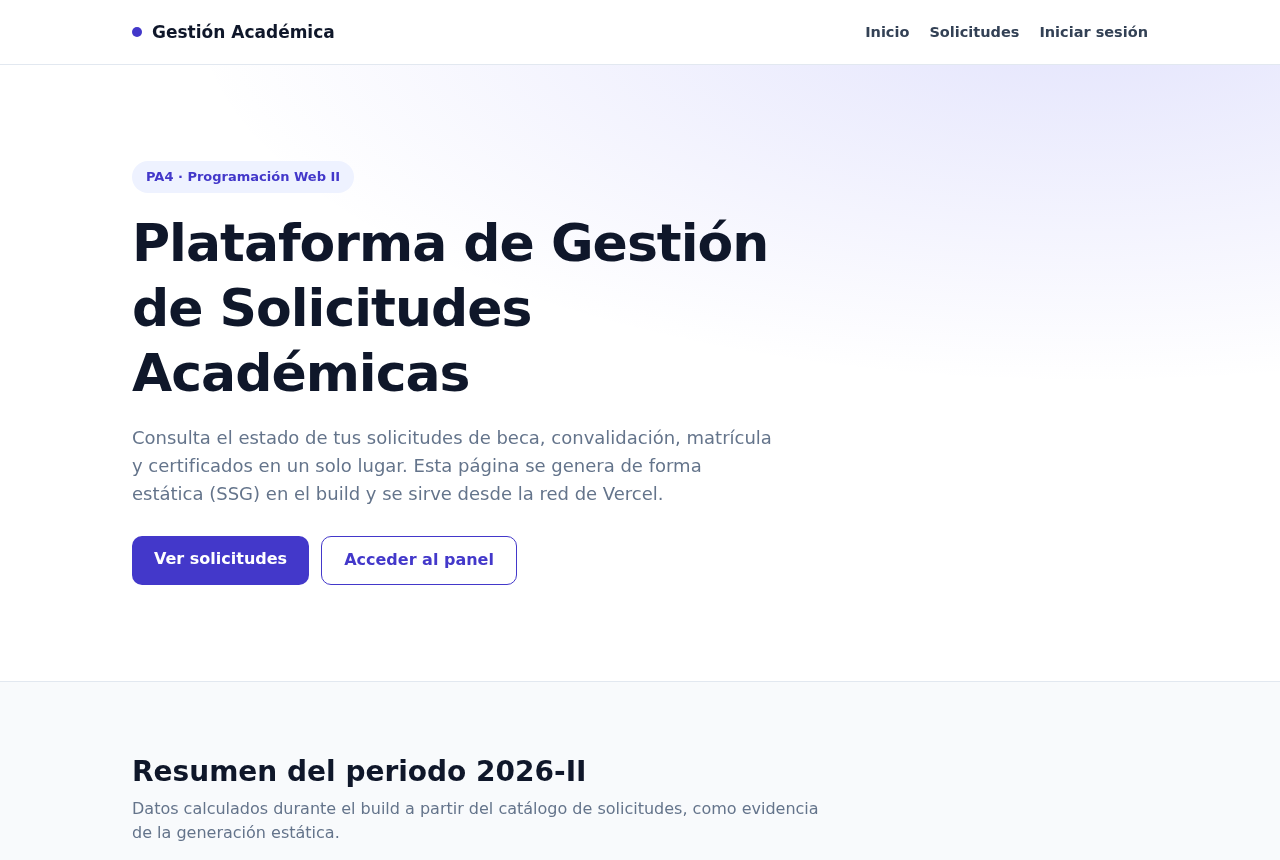 Gestión Académica
Inicio
Solicitudes
Iniciar sesión
PA4 · Programación Web II
Plataforma de Gestión
de Solicitudes
Académicas
Consulta el estado de tus solicitudes de beca, convalidación, matrícula
y certificados en un solo lugar. Esta página se genera de forma
estática (SSG) en el build y se sirve desde la red de Vercel.
Ver solicitudes
Acceder al panel
Resumen del periodo 2026-II
Datos calculados durante el build a partir del catálogo de solicitudes, como evidencia
de la generación estática.